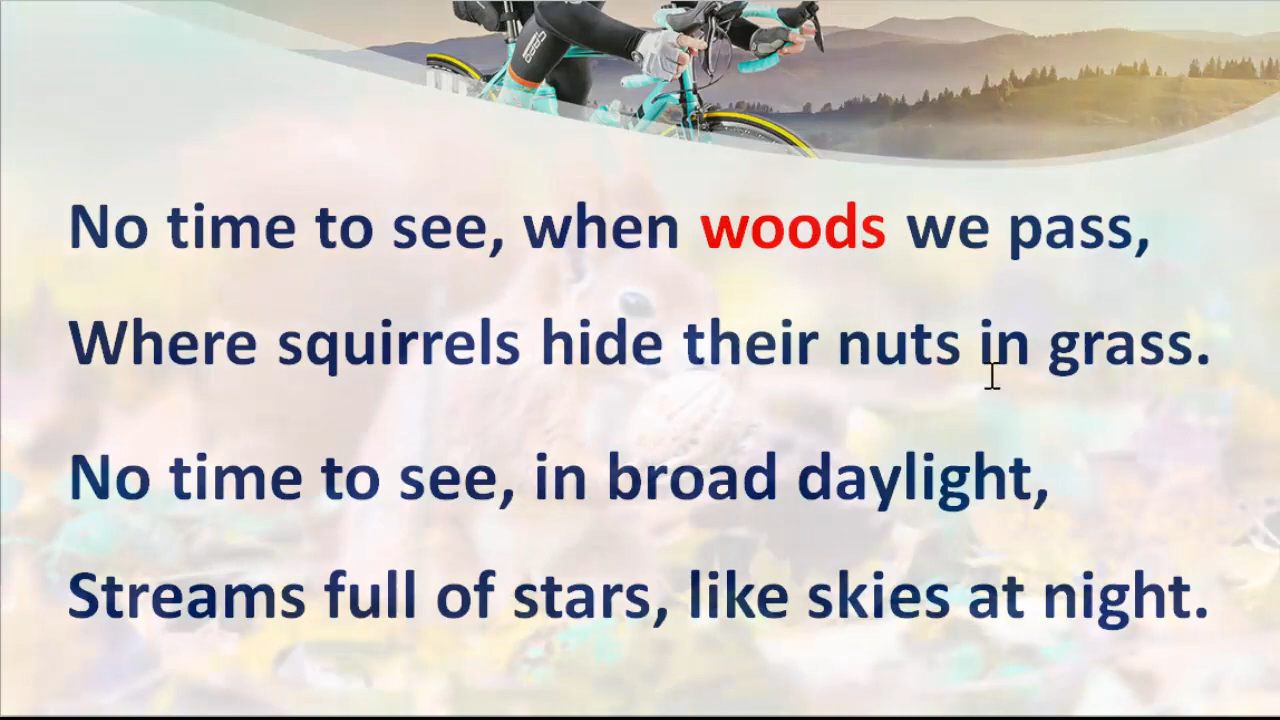 No time to see, when woods we pass,
Where squirrels hide their nuts in grass.
No time to see, in broad daylight,
Streams full of stars, like skies at night.